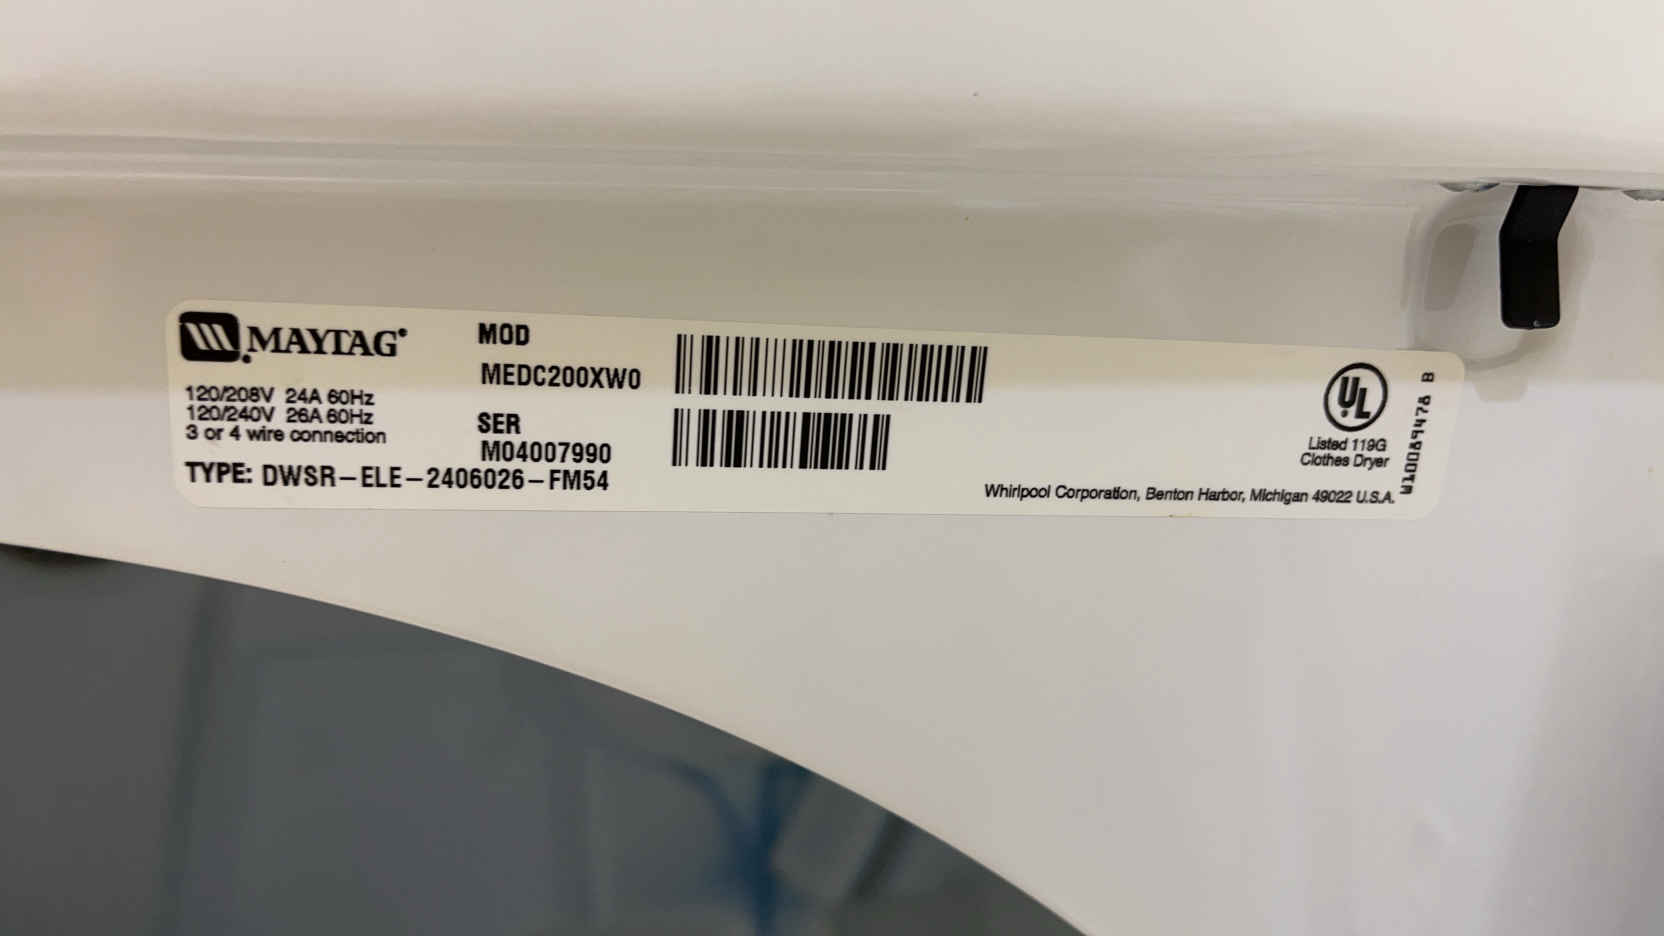 MAYTAG®
120/208V 24A 60Hz
120/240V 26A 60Hz
3 or 4 wire connection
MOD
MEDC200XW0
SER
M04007990
TYPE: DWSR-ELE-2406026-FM54
UL
Listed 119G
Clothes Dryer
Whirlpool Corporation, Benton Harbor, Michigan 49022 U.S.A.
W10089478 B